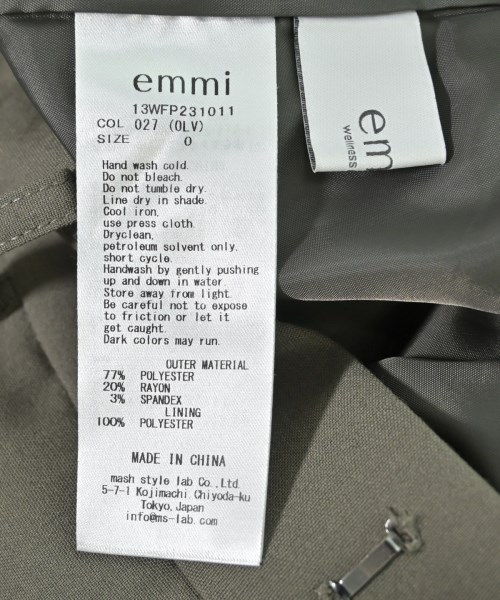 emmi
13WFP231011
COL 027 (OLV)
SIZE 0
Hand wash cold.
Do not bleach.
Do not tumble dry.
Line dry in shade.
Cool iron.
use press cloth.
Dryclean,
petroleum solvent only.
short cycle.
Handwash by gently pushing
up and down in water.
Store away from light.
Be careful not to expose
to friction or let it
get caught.
Dark colors may run.
OUTER MATERIAL
77% POLYESTER
20% RAYON
3% SPANDEX
LINING
100% POLYESTER
MADE IN CHINA
mash style lab Co.,Ltd.
5-7-1 Kojimachi.Chiyoda-ku
Tokyo,Japan
info@ms-lab.com
em
wellness